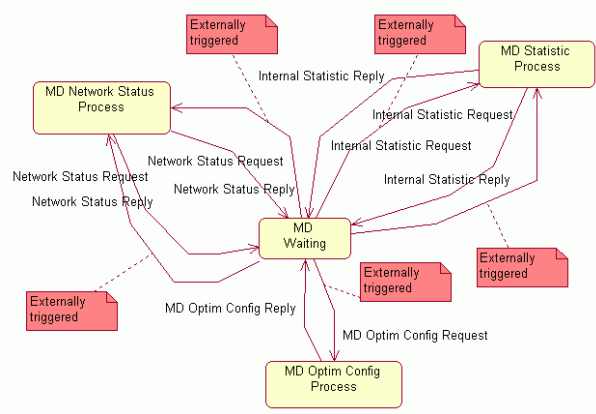 Externally
triggered
Externally
triggered
MD Statistic
Process
Internal Statistic Reply
MD Network Status
Process
Internal Statistic Request
Internal Statistic Request
Network Status Request
Network Status Request
Internal Statistic Reply
Network Status Reply
Network Status Reply
MD
Waiting
Externally
triggered
Externally
triggered
Externally
triggered
MD Optim Config Reply
MD Optim Config Request
MD Optim Config
Process